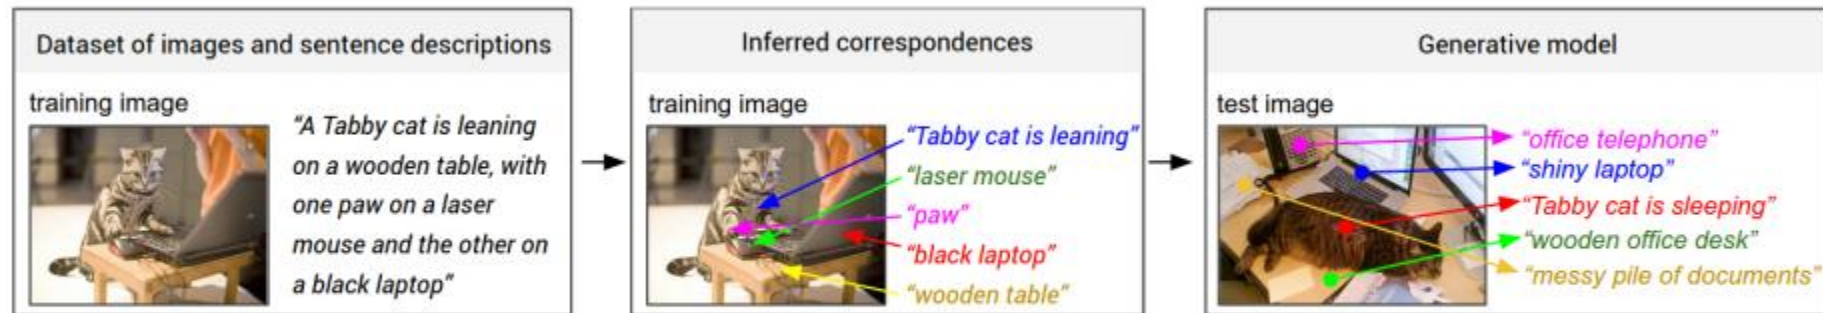 Dataset of images and sentence descriptions
training image
“A Tabby cat is leaning
on a wooden table, with
one paw on a laser
mouse and the other on
a black laptop”
Inferred correspondences
training image
“Tabby cat is leaning”
“laser mouse”
“paw”
“black laptop”
“wooden table”
Generative model
test image
“office telephone”
“shiny laptop”
“Tabby cat is sleeping”
“wooden office desk”
“messy pile of documents”